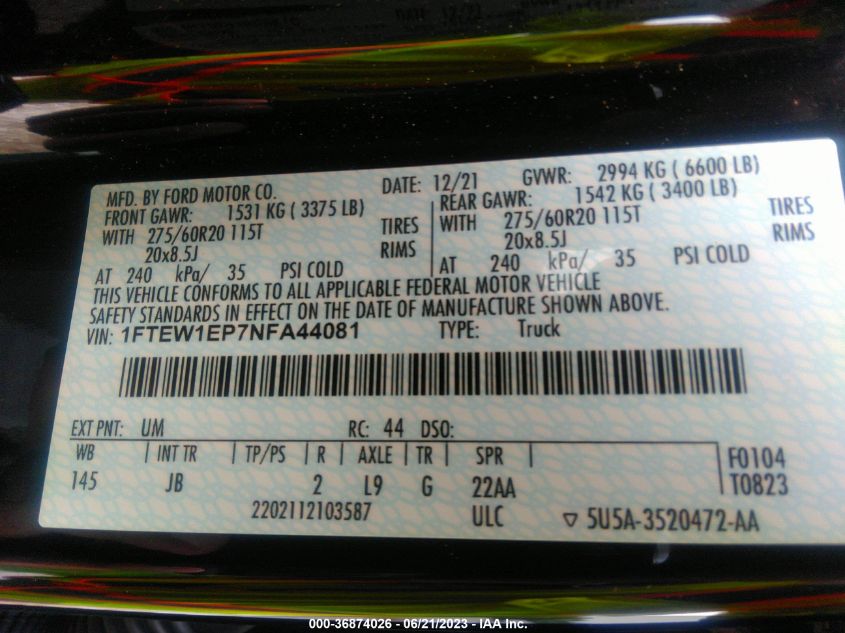 DATE 12/21
MFD. BY FORD MOTOR CO. DATE: 12/21 GVWR: 2994 KG ( 6600 LB)
FRONT GAWR: 1531 KG ( 3375 LB) REAR GAWR: 1542 KG ( 3400 LB)
WITH 275/60R20 115T TIRES WITH 275/60R20 115T TIRES
20x8.5J RIMS 20x8.5J RIMS
AT 240 kPa/ 35 PSI COLD AT 240 kPa/ 35 PSI COLD
THIS VEHICLE CONFORMS TO ALL APPLICABLE FEDERAL MOTOR VEHICLE
SAFETY STANDARDS IN EFFECT ON THE DATE OF MANUFACTURE SHOWN ABOVE.
VIN: 1FTEW1EP7NFA44081 TYPE: Truck
EXT PNT: UM RC: 44 DSO:
WB INT TR TP/PS R AXLE TR SPR F0104
145 JB 2 L9 G 22AA T0823
2202112103587 ULC ▽ 5U5A-3520472-AA
000-36874026 - 06/21/2023 - IAA Inc.